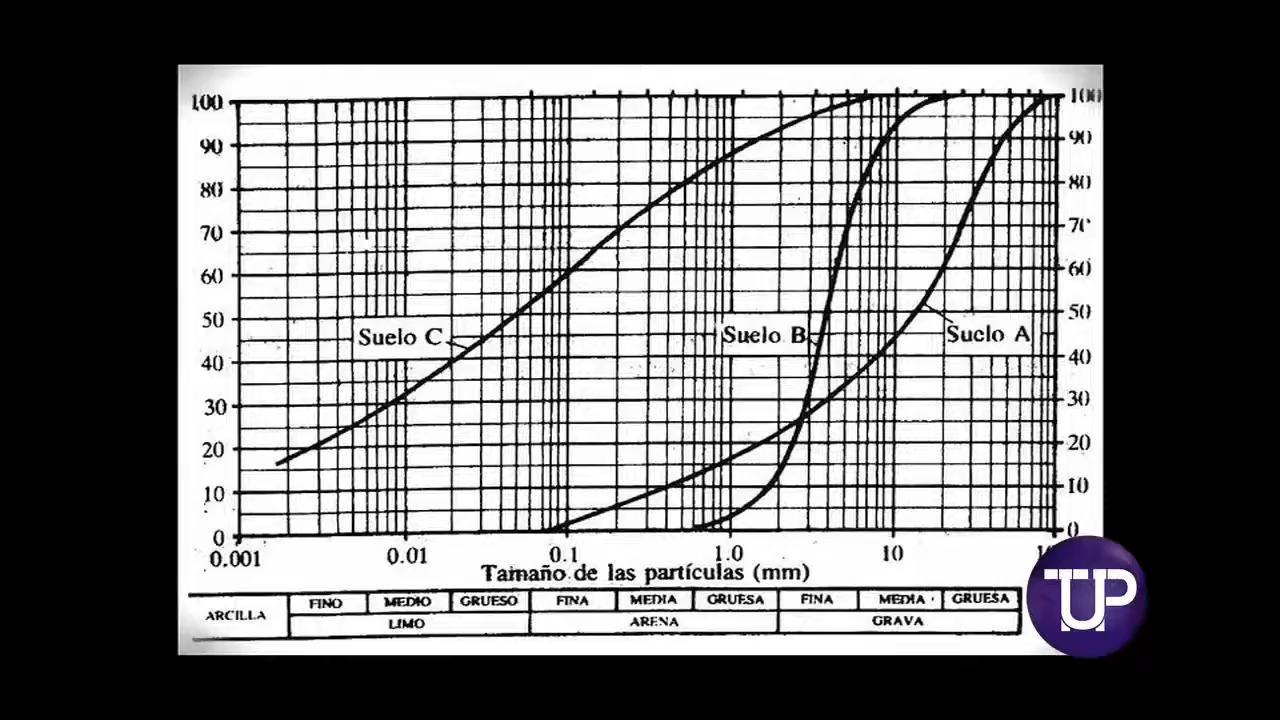 100 100
90 90
80 80
70 70
60 60
50 50
Suelo C Suelo B Suelo A
40 40
30 30
20 20
10 10
0 0
0.001 0.01 0.1 1.0 10
Tamaño de las partículas (mm)
ARCILLA FINO MEDIO GRUESO FINA MEDIA GRUESA FINA MEDIA GRUESA
LIMO ARENA GRAVA
TUP